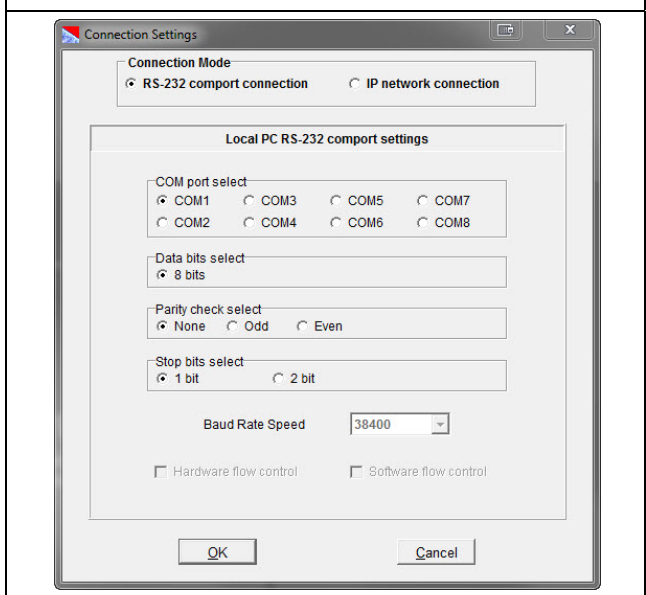 Connection Settings
Connection Mode
RS-232 comport connection IP network connection
Local PC RS-232 comport settings
COM port select
COM1 COM3 COM5 COM7
COM2 COM4 COM6 COM8
Data bits select
8 bits
Parity check select
None Odd Even
Stop bits select
1 bit 2 bit
Baud Rate Speed 38400
Hardware flow control Software flow control
OK Cancel